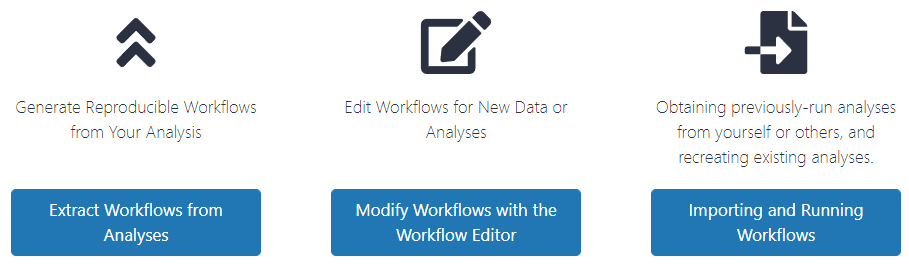 Generate Reproducible Workflows
from Your Analysis
Edit Workflows for New Data or
Analyses
Obtaining previously-run analyses
from yourself or others, and
recreating existing analyses.
Extract Workflows from
Analyses
Modify Workflows with the
Workflow Editor
Importing and Running
Workflows